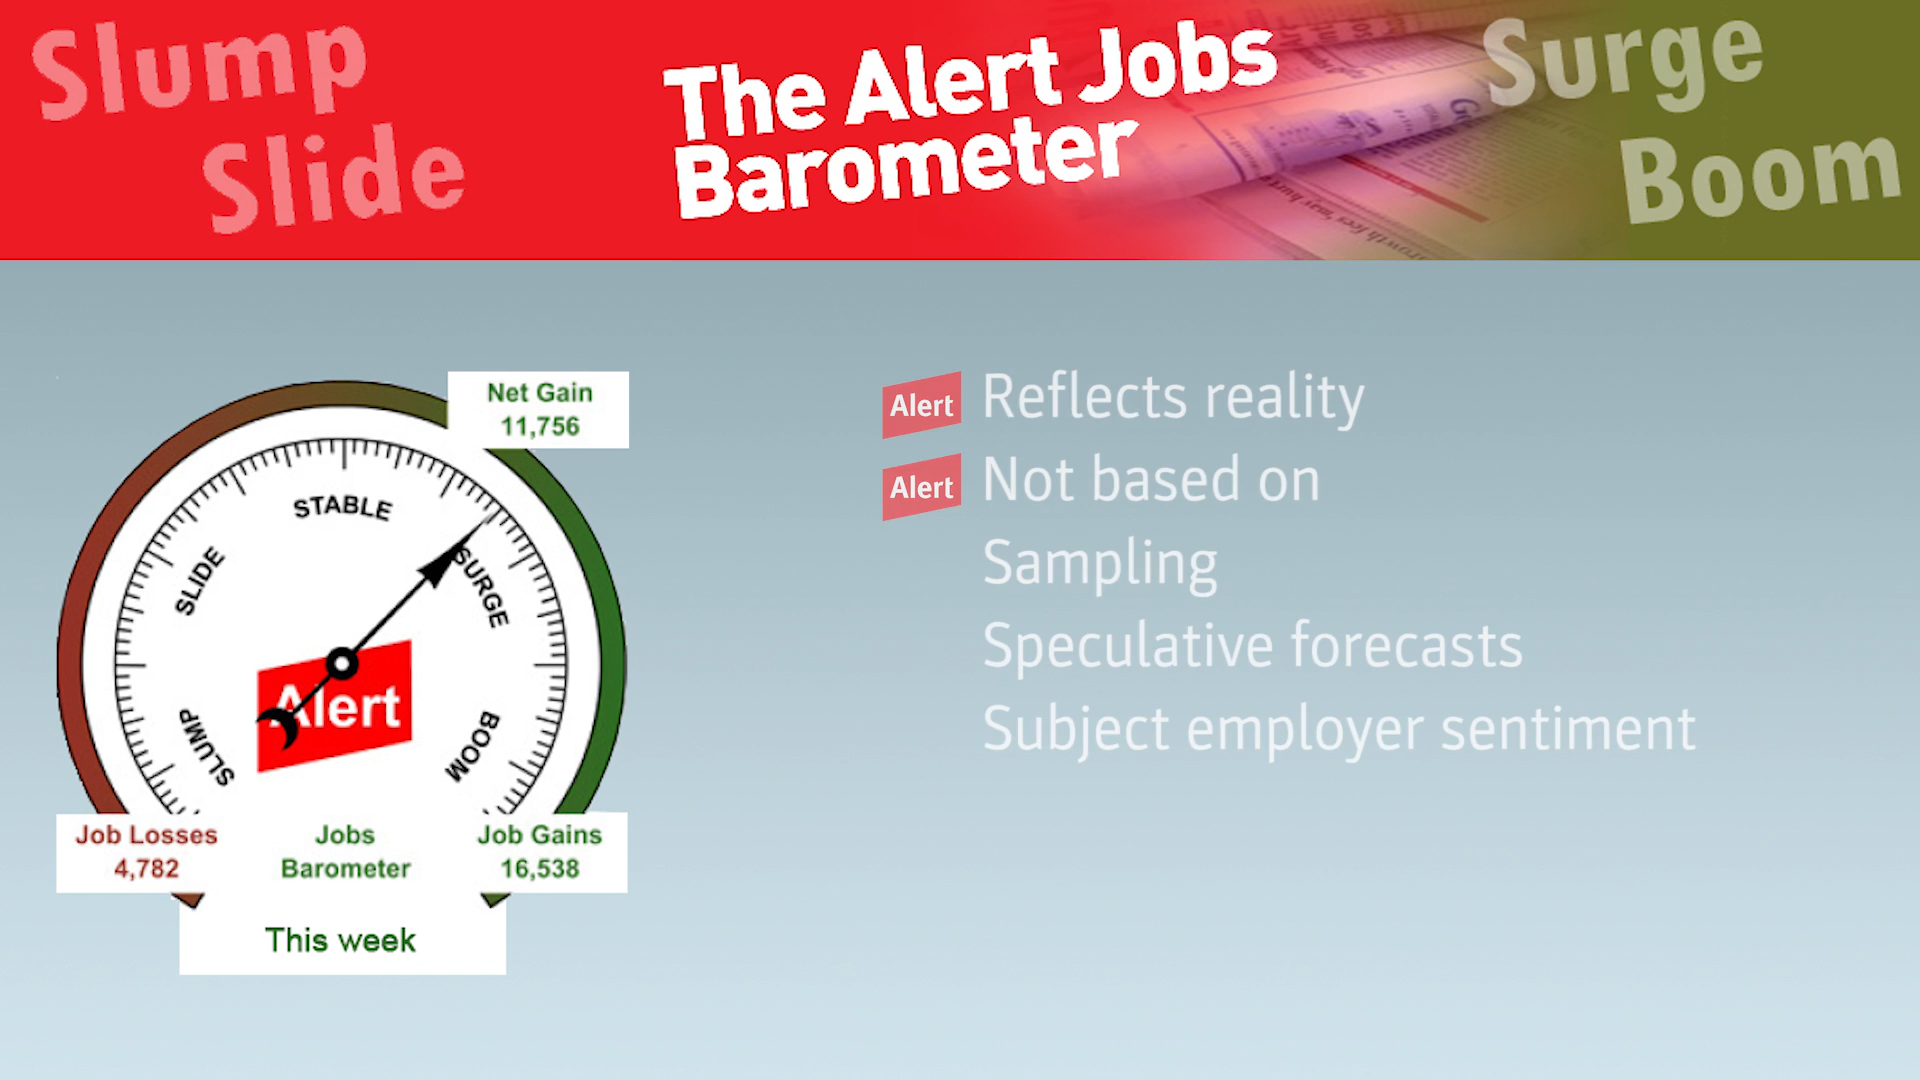 Slump
Slide
The Alert Jobs
Barometer
Surge
Boom
Net Gain
11,756
STABLE
SLIDE
SURGE
SLUMP
BOOM
Alert
Job Losses
4,782
Jobs
Barometer
Job Gains
16,538
This week
Alert Reflects reality
Alert Not based on
Sampling
Speculative forecasts
Subject employer sentiment